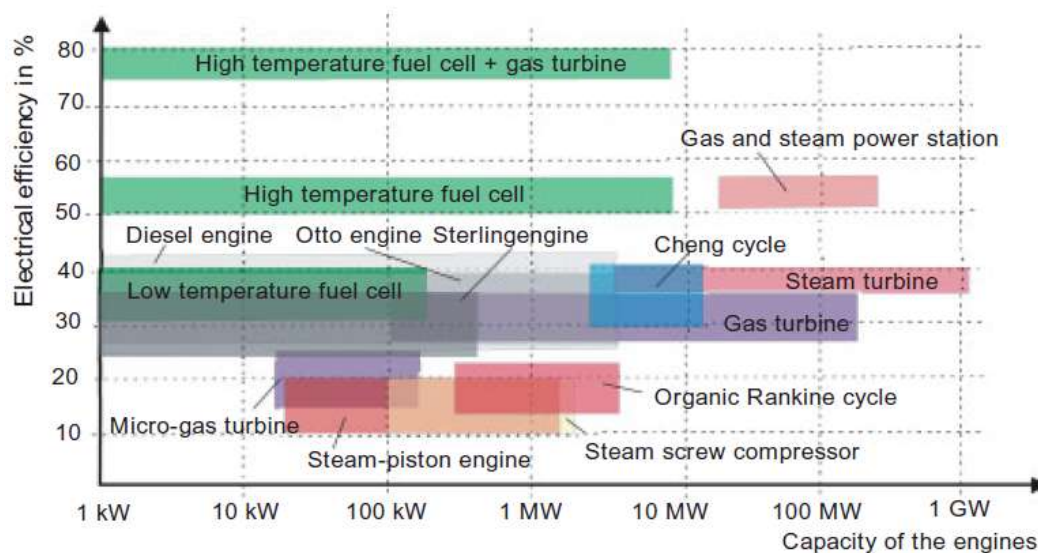 Electrical efficiency in %
80
High temperature fuel cell + gas turbine
70
Gas and steam power station
60
High temperature fuel cell
50
Diesel engine
Otto engine
Sterlingengine
Cheng cycle
40
Steam turbine
Low temperature fuel cell
30
Gas turbine
20
Organic Rankine cycle
Micro-gas turbine
10
Steam-piston engine
Steam screw compressor
1 kW
10 kW
100 kW
1 MW
10 MW
100 MW
1 GW
Capacity of the engines